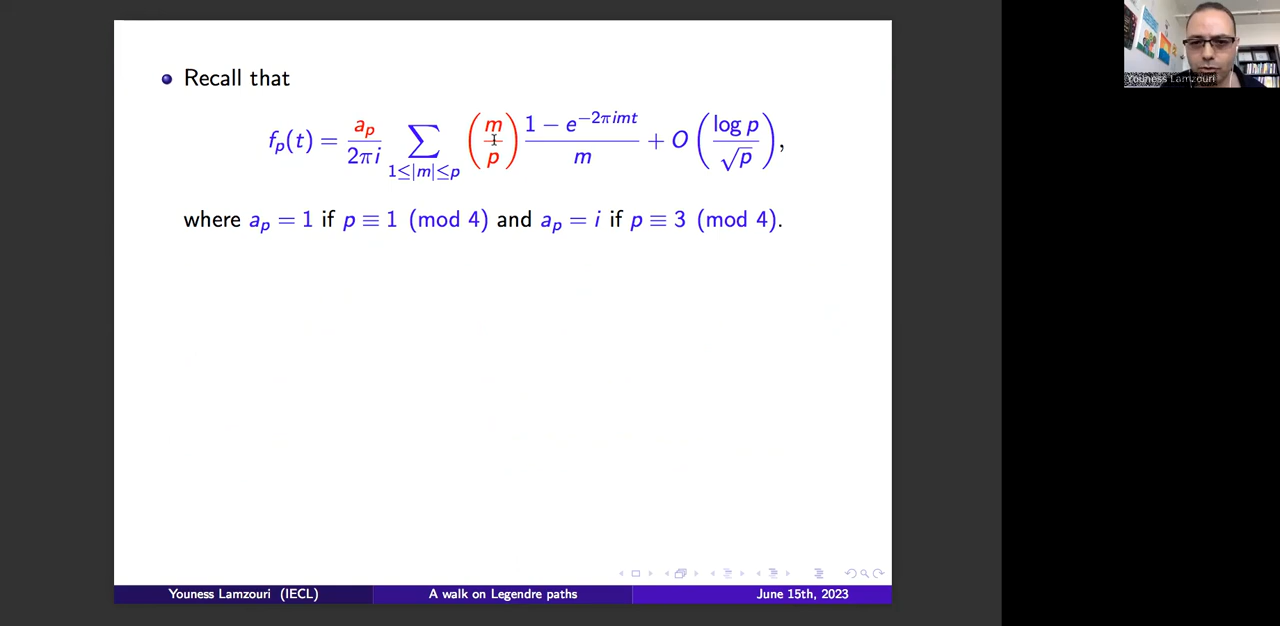 Recall that
f_p(t) = \frac{a_p}{2\pi i} \sum_{1 \le |m| \le p} \left(\frac{m}{p}\right) \frac{1 - e^{-2\pi imt}}{m} + O\left(\frac{\log p}{\sqrt{p}}\right),
where a_p = 1 if p ≡ 1 (mod 4) and a_p = i if p ≡ 3 (mod 4).
Youness Lamzouri (IECL) A walk on Legendre paths June 15th, 2023
Youness Lamzouri